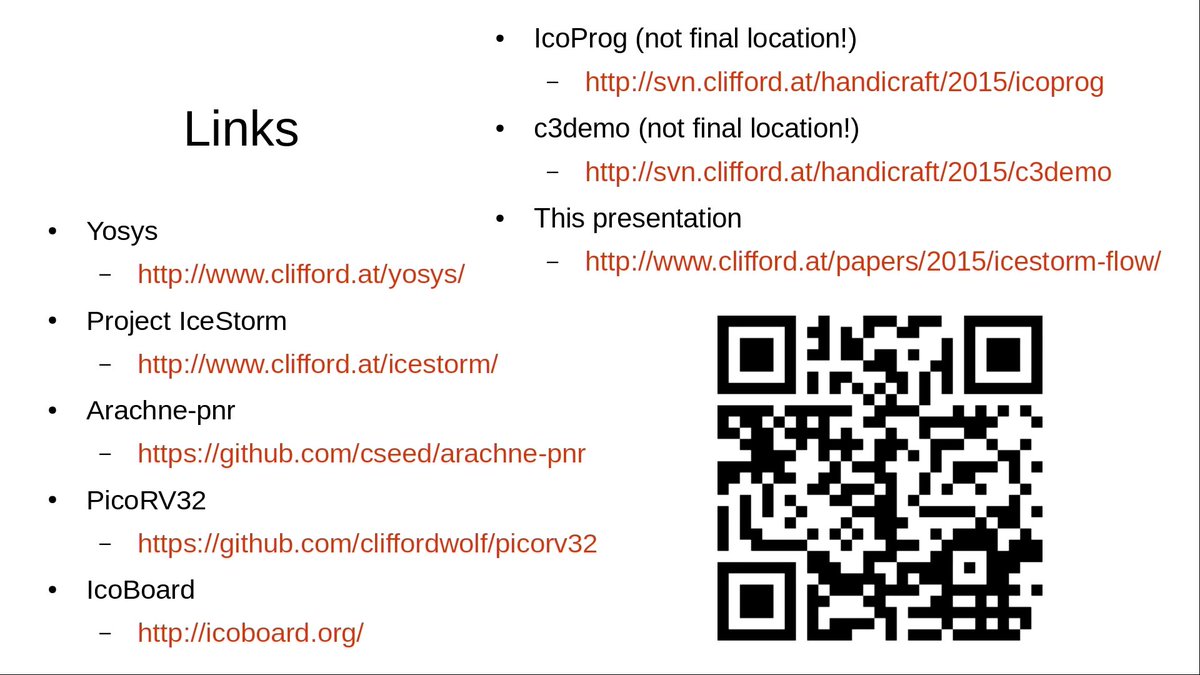 Links
• Yosys
– http://www.clifford.at/yosys/
• Project IceStorm
– http://www.clifford.at/icestorm/
• Arachne-pnr
– https://github.com/cseed/arachne-pnr
• PicoRV32
– https://github.com/cliffordwolf/picorv32
• IcoBoard
– http://icoboard.org/
• IcoProg (not final location!)
– http://svn.clifford.at/handicraft/2015/icoprog
• c3demo (not final location!)
– http://svn.clifford.at/handicraft/2015/c3demo
• This presentation
– http://www.clifford.at/papers/2015/icestorm-flow/